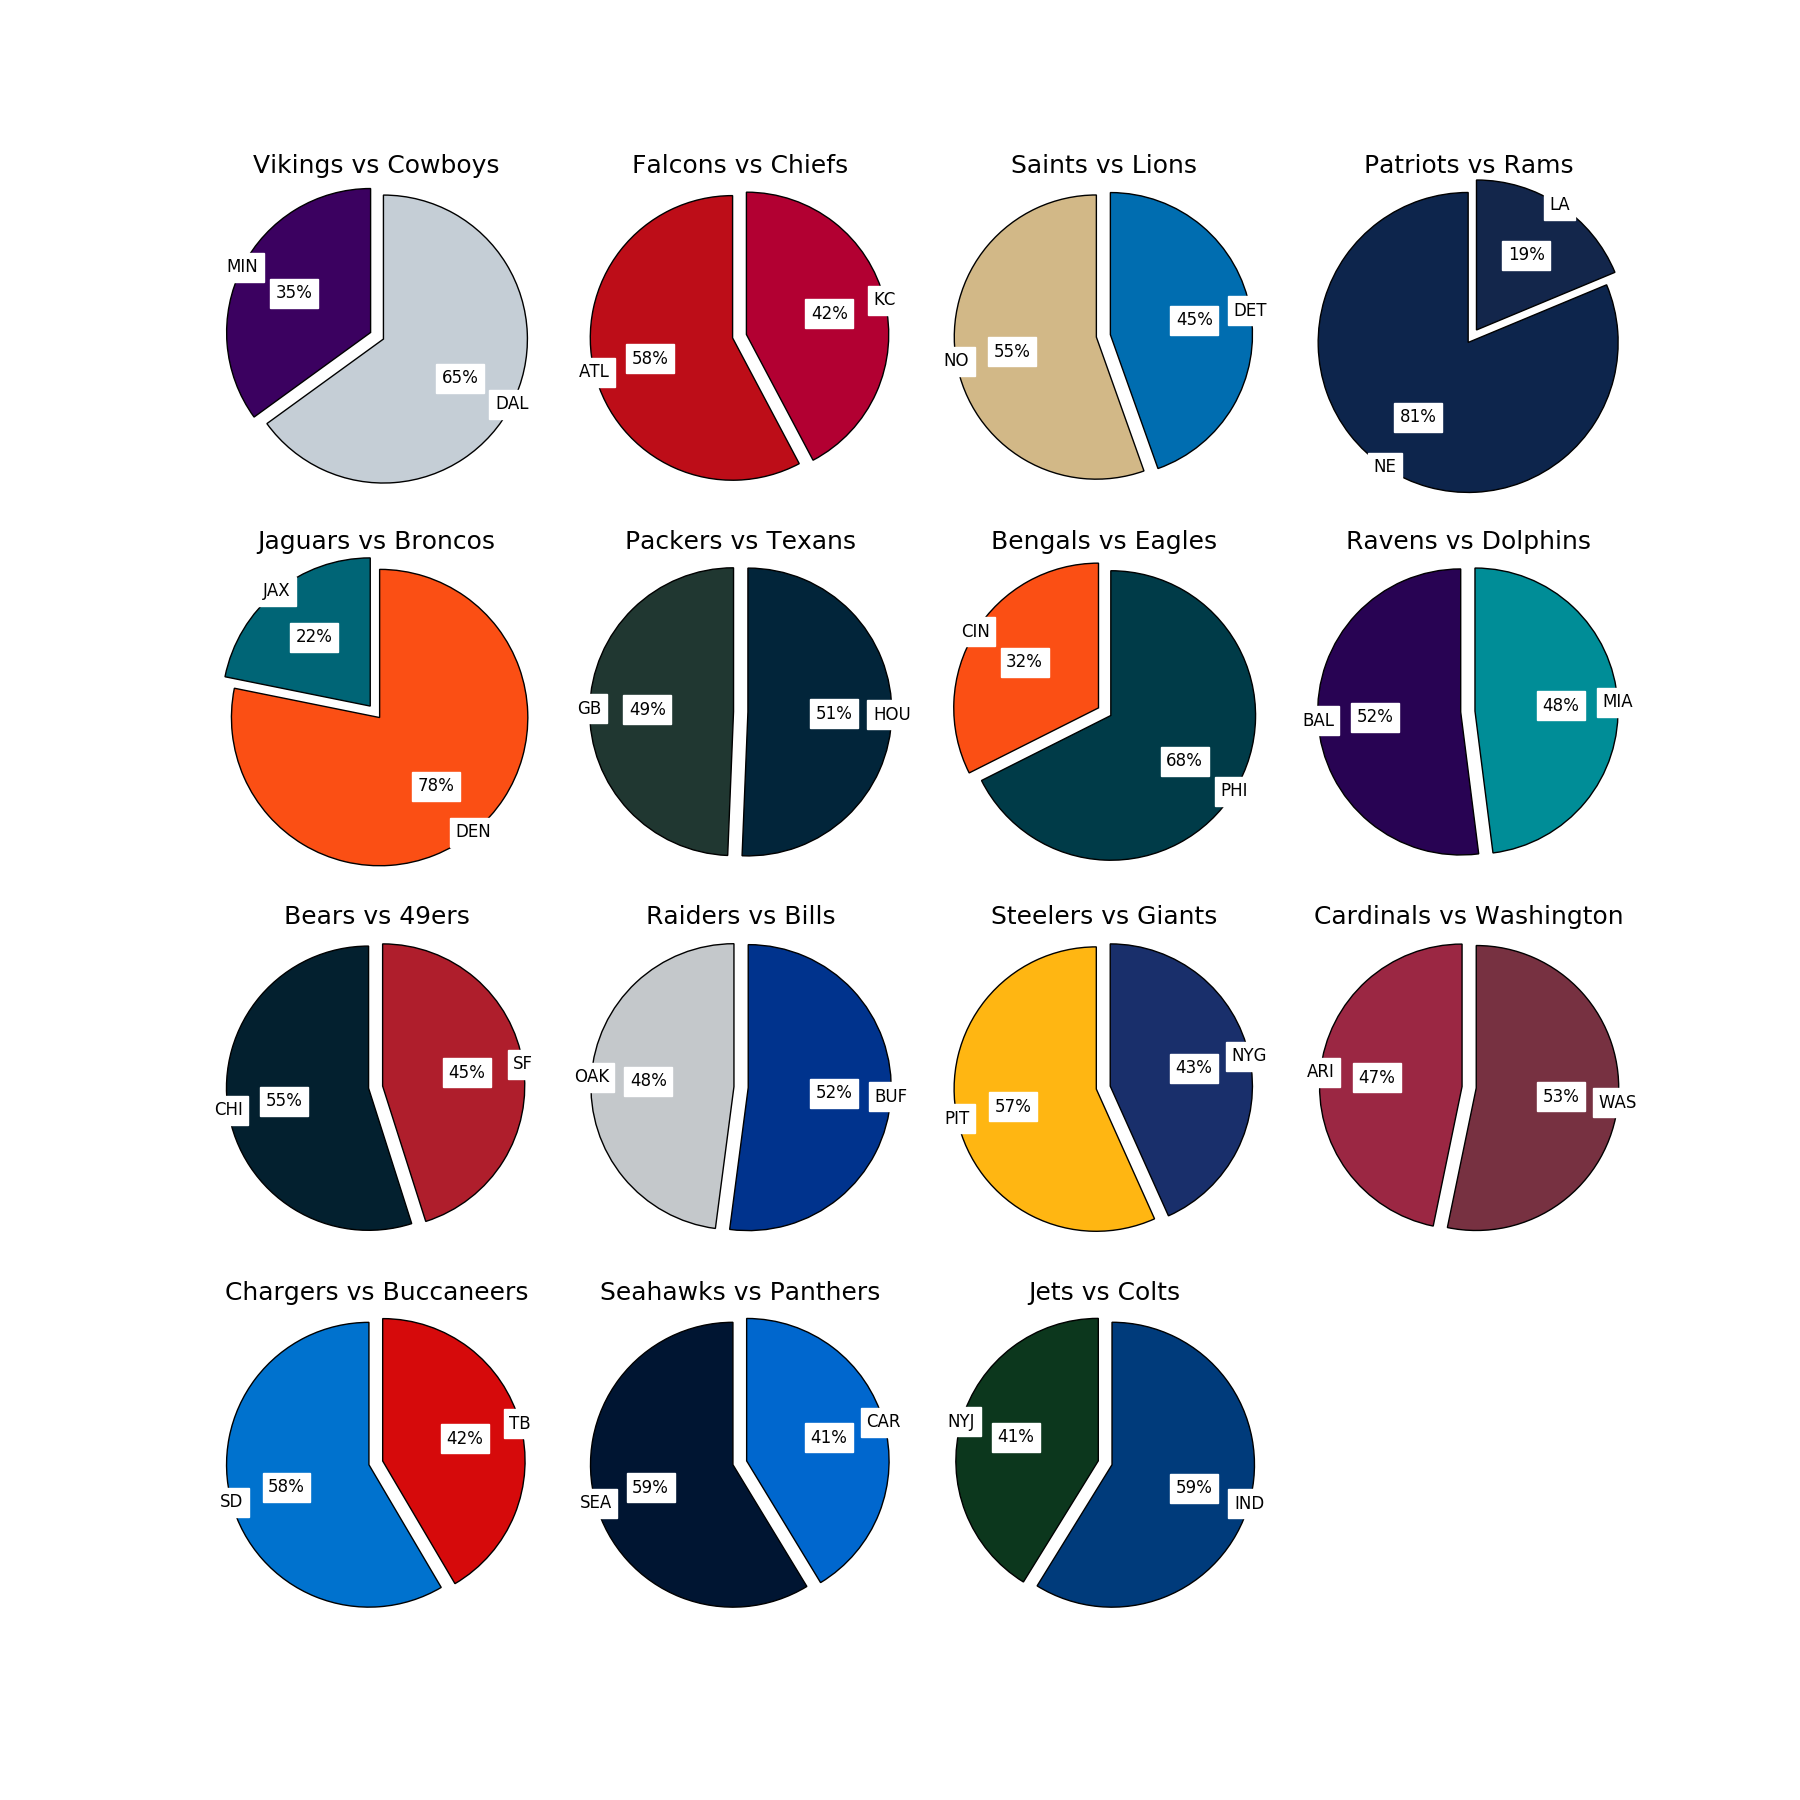 Vikings vs Cowboys
MIN
35%
65%
DAL
Falcons vs Chiefs
KC
42%
58%
ATL
Saints vs Lions
DET
45%
55%
NO
Patriots vs Rams
LA
19%
81%
NE
Jaguars vs Broncos
JAX
22%
78%
DEN
Packers vs Texans
GB
49%
51%
HOU
Bengals vs Eagles
CIN
32%
68%
PHI
Ravens vs Dolphins
BAL
52%
48%
MIA
Bears vs 49ers
SF
45%
55%
CHI
Raiders vs Bills
OAK
48%
52%
BUF
Steelers vs Giants
NYG
43%
57%
PIT
Cardinals vs Washington
ARI
47%
53%
WAS
Chargers vs Buccaneers
TB
42%
58%
SD
Seahawks vs Panthers
CAR
41%
59%
SEA
Jets vs Colts
NYJ
41%
59%
IND